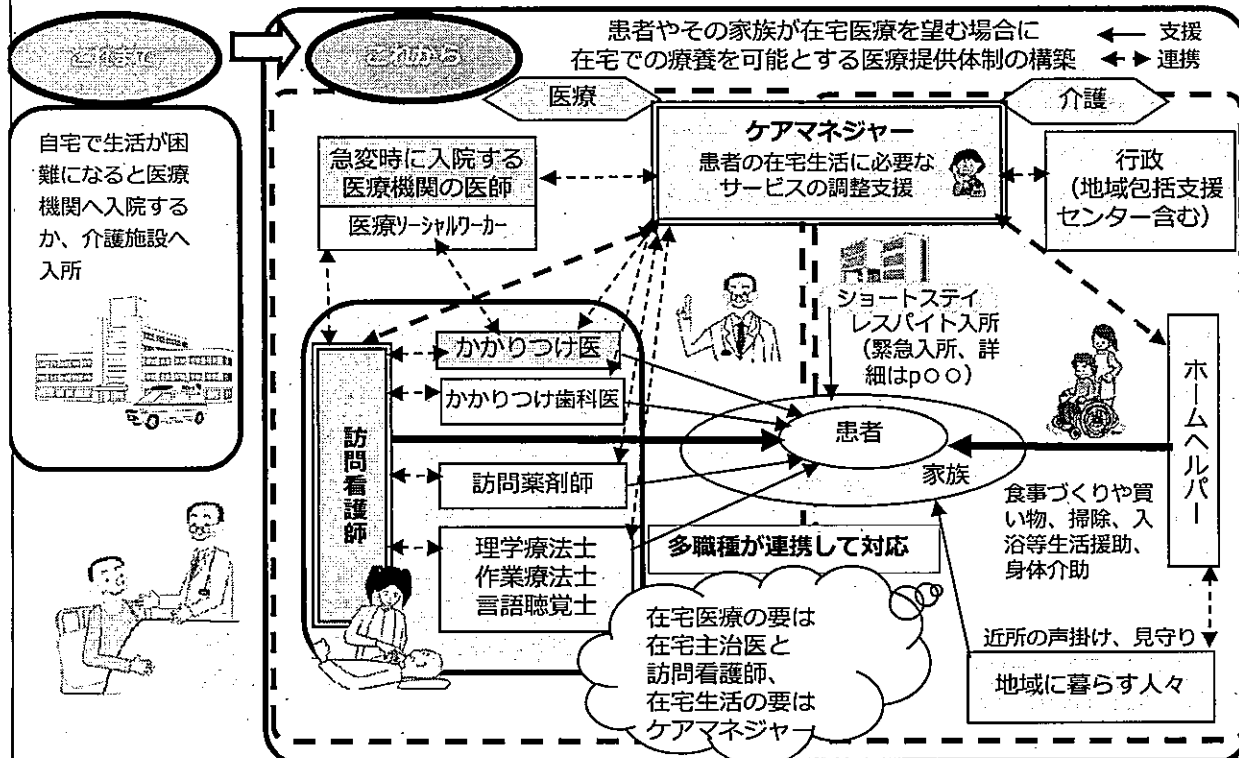 これまで
これから
患者やその家族が在宅医療を望む場合に
在宅での療養を可能とする医療提供体制の構築
支援
連携
医療
介護
自宅で生活が困
難になると医療
機関へ入院する
か、介護施設へ
入所
急変時に入院する
医療機関の医師
医療ソーシャルワーカー
ケアマネジャー
患者の在宅生活に必要な
サービスの調整支援
行政
(地域包括支援
センター含む)
ショートステイ
レスパイト入所
(緊急入所、詳
細はp○○)
訪問看護師
かかりつけ医
かかりつけ歯科医
訪問薬剤師
理学療法士
作業療法士
言語聴覚士
患者
家族
ホームヘルパー
食事づくりや買
い物、掃除、入
浴等生活援助、
身体介助
多職種が連携して対応
在宅医療の要は
在宅主治医と
訪問看護師、
在宅生活の要は
ケアマネジャー
近所の声掛け、見守り
地域に暮らす人々